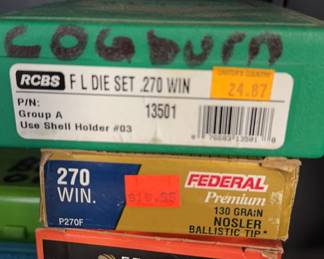 COGBURN
RCBS F L DIE SET .270 WIN
P/N:
13501
24.87
Group A
Use Shell Holder #03
270
WIN.
P270F
FEDERAL
Premium
130 GRAIN
NOSLER
BALLISTIC TIP